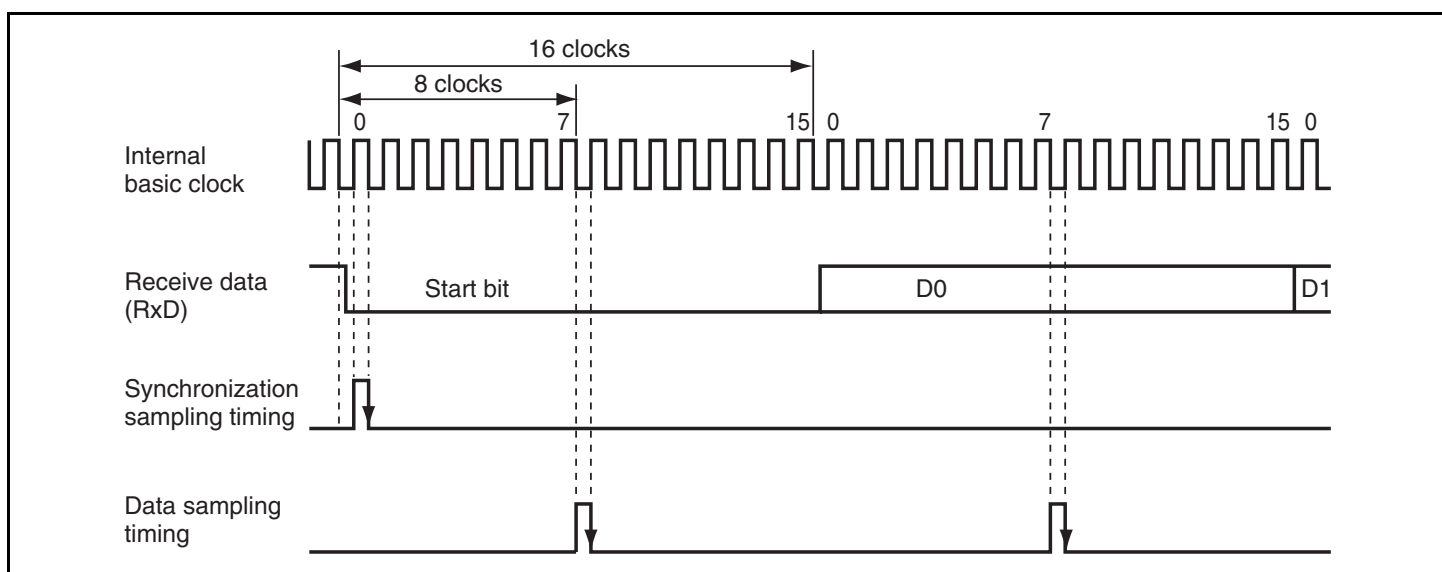 16 clocks
8 clocks
0 7 15 0 7 15 0
Internal
basic clock
Receive data
(RxD)
Start bit D0 D1
Synchronization
sampling timing
Data sampling
timing